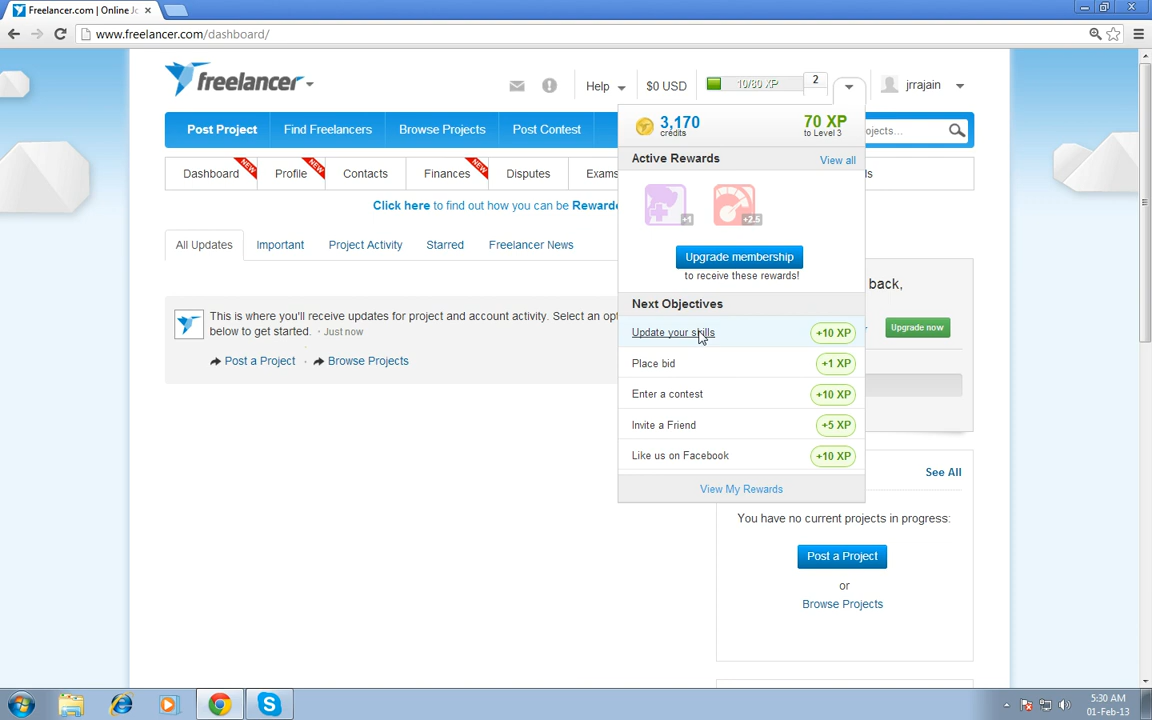 Freelancer.com | Online Jo
www.freelancer.com/dashboard/
freelancer
Help
$0 USD
10/80 XP
2
jrrajain
Post Project
Find Freelancers
Browse Projects
Post Contest
ojects...
3,170
credits
70 XP
to Level 3
Dashboard
NEW
Profile
NEW
Contacts
Finances
NEW
Disputes
Exams
ls
Active Rewards
View all
+1
+2.5
Click here to find out how you can be Rewarde
Upgrade membership
to receive these rewards!
All Updates
Important
Project Activity
Starred
Freelancer News
back,
Upgrade now
This is where you'll receive updates for project and account activity. Select an opt
below to get started. · Just now
Post a Project · Browse Projects
Next Objectives
Update your skills
+10 XP
Place bid
+1 XP
Enter a contest
+10 XP
Invite a Friend
+5 XP
Like us on Facebook
+10 XP
View My Rewards
See All
You have no current projects in progress:
Post a Project
or
Browse Projects
5:30 AM
01-Feb-13